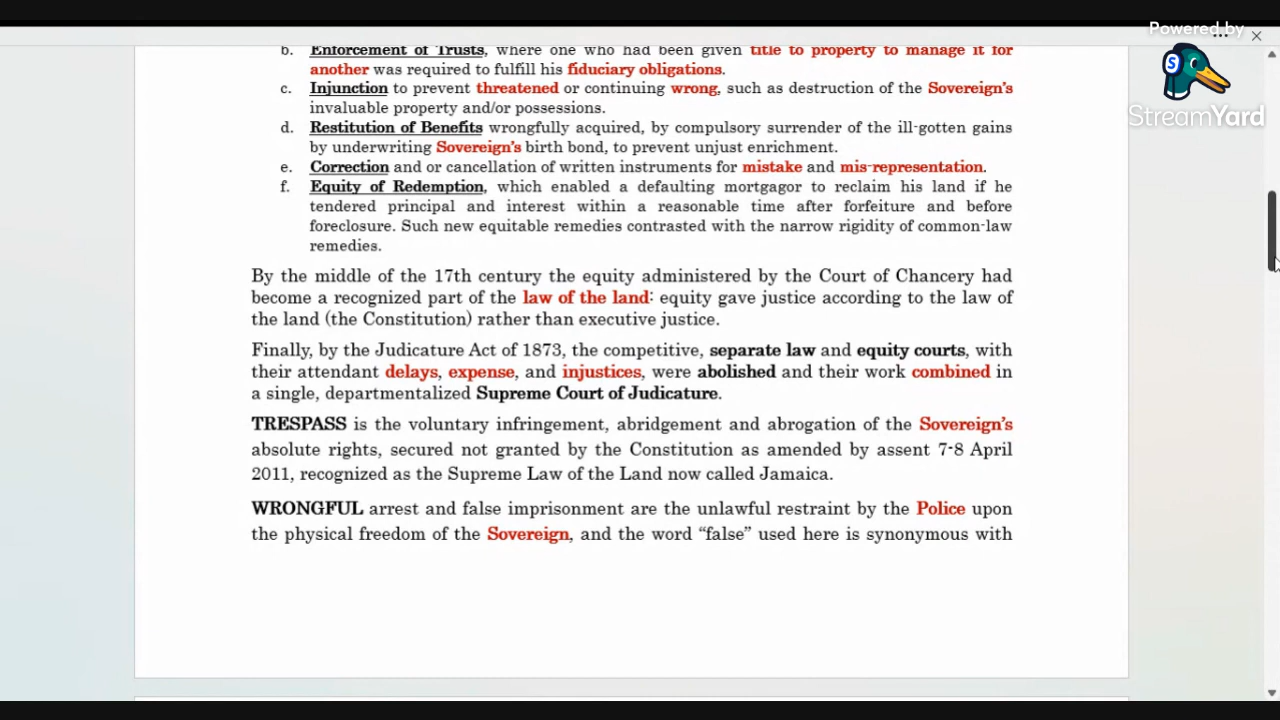 Powered by
StreamYard
b. Enforcement of Trusts, where one who had been given title to property to manage it for
another was required to fulfill his fiduciary obligations.
c. Injunction to prevent threatened or continuing wrong, such as destruction of the Sovereign's
invaluable property and/or possessions.
d. Restitution of Benefits wrongfully acquired, by compulsory surrender of the ill-gotten gains
by underwriting Sovereign's birth bond, to prevent unjust enrichment.
e. Correction and or cancellation of written instruments for mistake and mis-representation.
f. Equity of Redemption, which enabled a defaulting mortgagor to reclaim his land if he
tendered principal and interest within a reasonable time after forfeiture and before
foreclosure. Such new equitable remedies contrasted with the narrow rigidity of common-law
remedies.
By the middle of the 17th century the equity administered by the Court of Chancery had
become a recognized part of the law of the land: equity gave justice according to the law of
the land (the Constitution) rather than executive justice.
Finally, by the Judicature Act of 1873, the competitive, separate law and equity courts, with
their attendant delays, expense, and injustices, were abolished and their work combined in
a single, departmentalized Supreme Court of Judicature.
TRESPASS is the voluntary infringement, abridgement and abrogation of the Sovereign's
absolute rights, secured not granted by the Constitution as amended by assent 7-8 April
2011, recognized as the Supreme Law of the Land now called Jamaica.
WRONGFUL arrest and false imprisonment are the unlawful restraint by the Police upon
the physical freedom of the Sovereign, and the word "false" used here is synonymous with